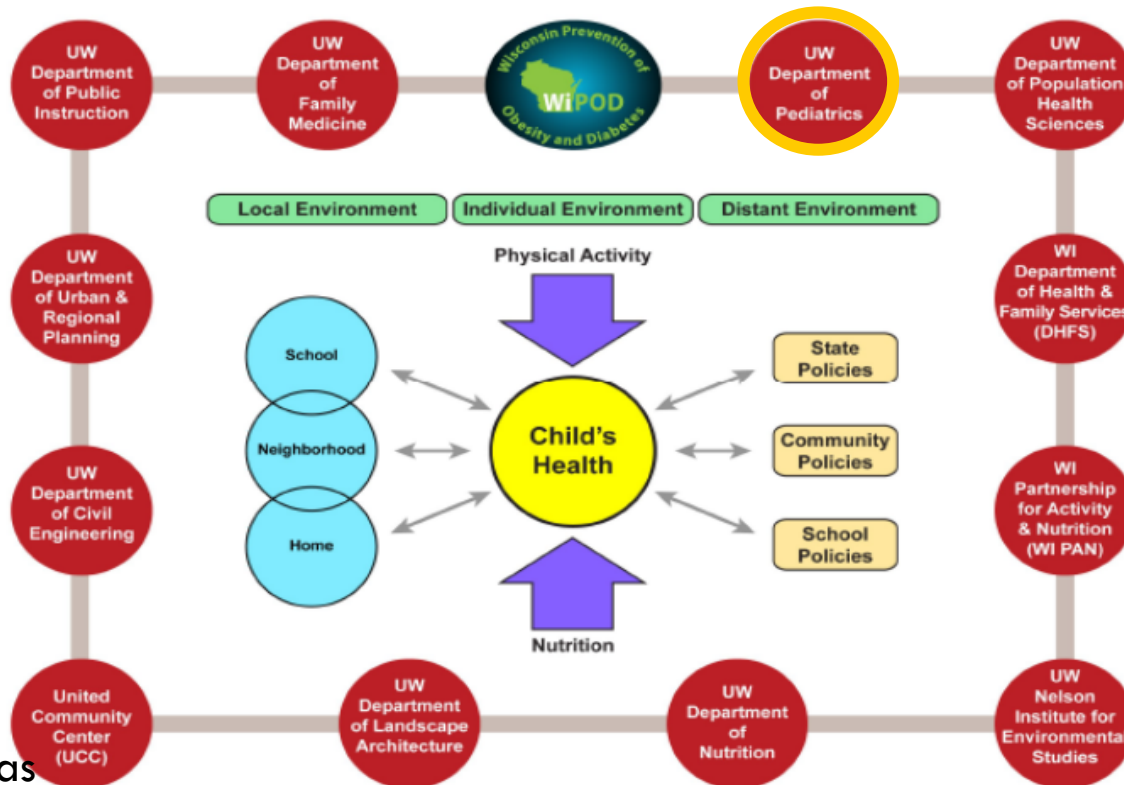 UW
Department
of Public
Instruction
UW
Department
of
Family
Medicine
Wisconsin Prevention of
WiPOD
Obesity and Diabetes
UW
Department
of
Pediatrics
UW
Department
of Population
Health
Sciences
Local Environment
Individual Environment
Distant Environment
Physical Activity
UW
Department
of Urban &
Regional
Planning
WI
Department
of Health &
Family Services
(DHFS)
School
Neighborhood
Home
Child's
Health
State
Policies
Community
Policies
School
Policies
UW
Department
of Civil
Engineering
WI
Partnership
for Activity
& Nutrition
(WI PAN)
Nutrition
United
Community
Center
(UCC)
UW
Department
of Landscape
Architecture
UW
Department
of
Nutrition
UW
Nelson
Institute for
Environmental
Studies
as